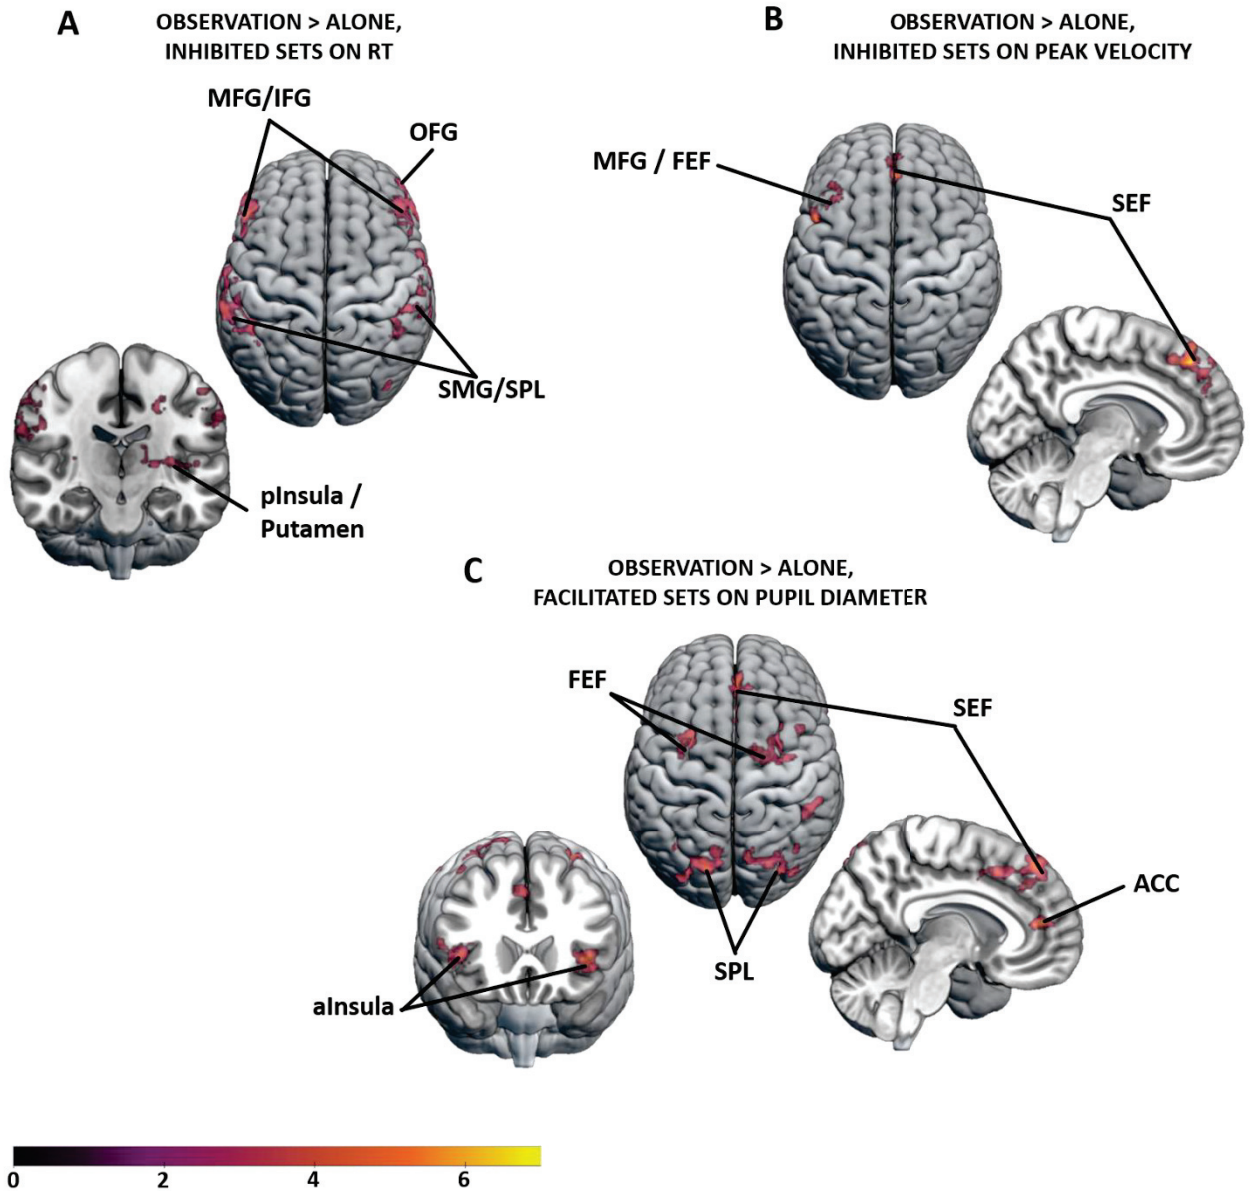 A
OBSERVATION > ALONE,
INHIBITED SETS ON RT
MFG/IFG
OFG
SMG/SPL
pInsula /
Putamen
B
OBSERVATION > ALONE,
INHIBITED SETS ON PEAK VELOCITY
MFG / FEF
SEF
C
OBSERVATION > ALONE,
FACILITATED SETS ON PUPIL DIAMETER
FEF
SEF
ACC
SPL
aInsula
0 2 4 6